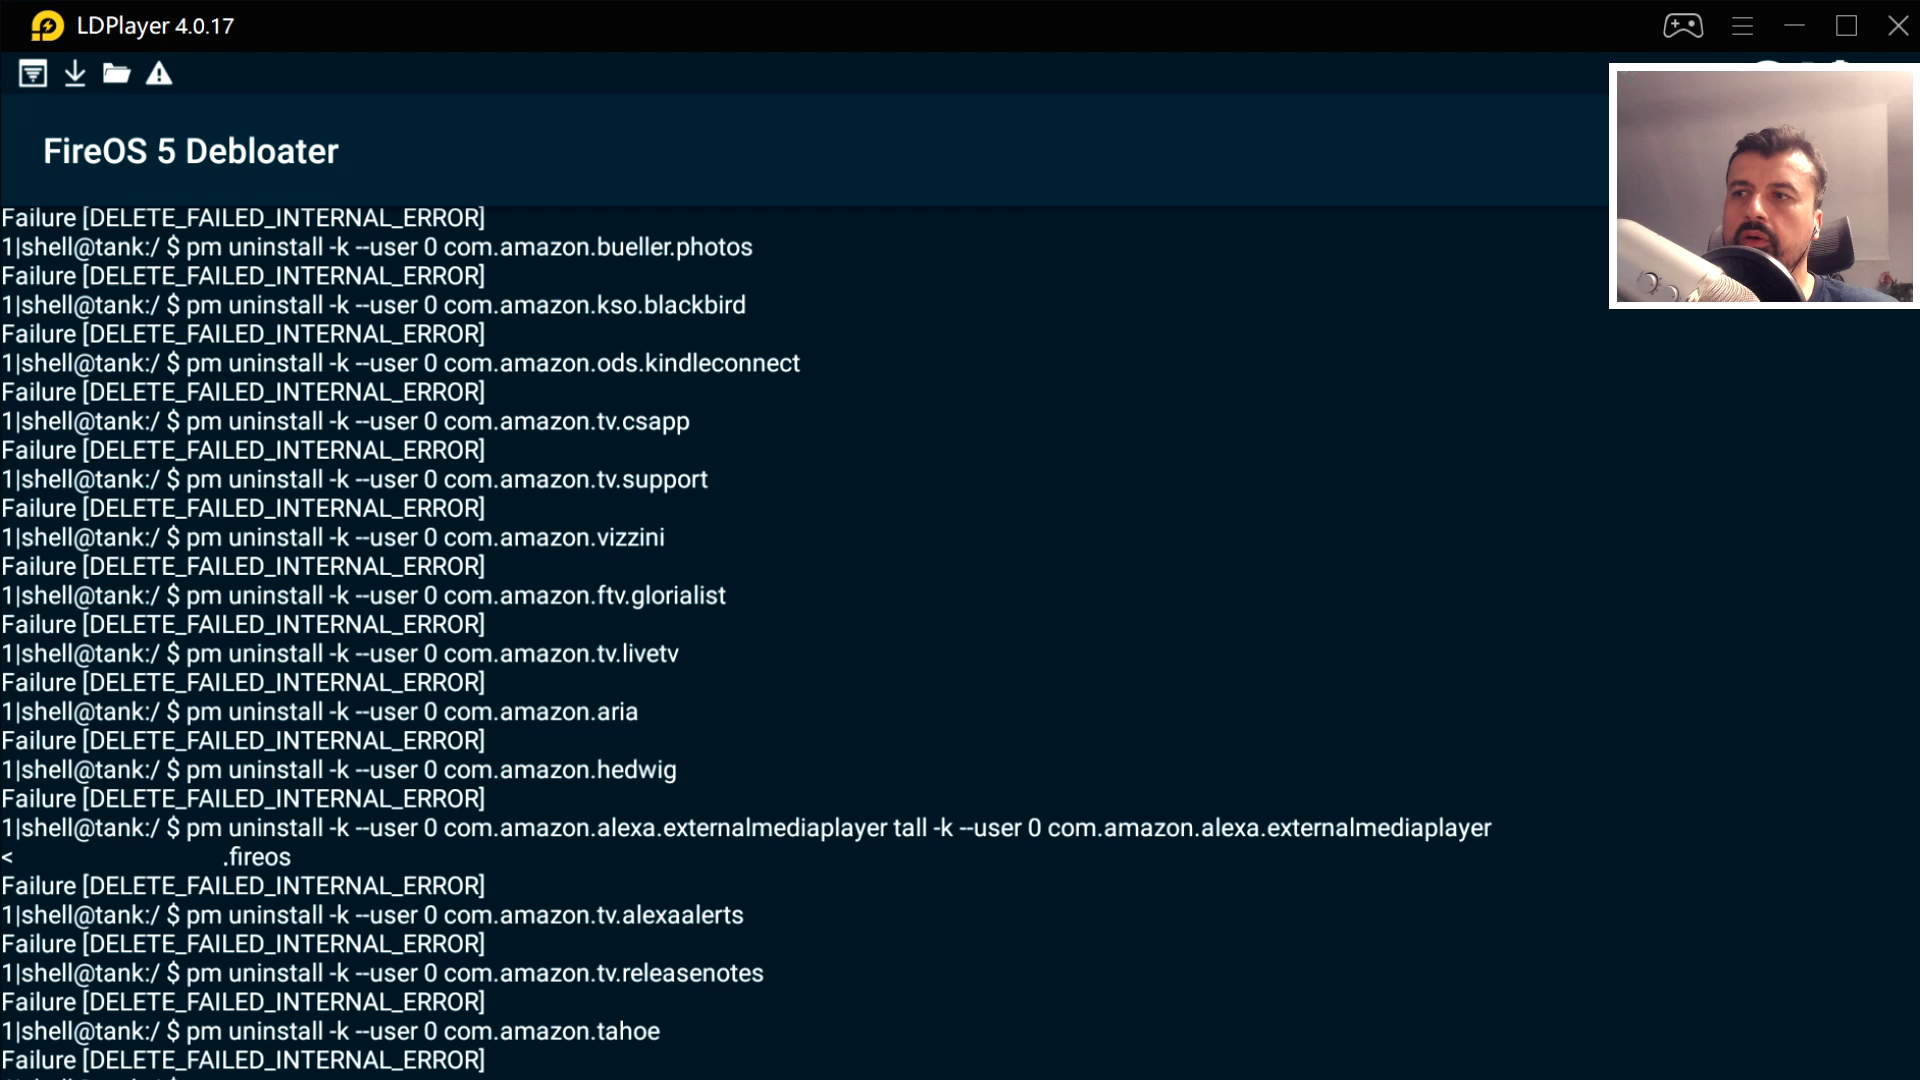 LDPlayer 4.0.17
FireOS 5 Debloater
Failure [DELETE_FAILED_INTERNAL_ERROR]
1|shell@tank:/ $ pm uninstall -k --user 0 com.amazon.bueller.photos
Failure [DELETE_FAILED_INTERNAL_ERROR]
1|shell@tank:/ $ pm uninstall -k --user 0 com.amazon.kso.blackbird
Failure [DELETE_FAILED_INTERNAL_ERROR]
1|shell@tank:/ $ pm uninstall -k --user 0 com.amazon.ods.kindleconnect
Failure [DELETE_FAILED_INTERNAL_ERROR]
1|shell@tank:/ $ pm uninstall -k --user 0 com.amazon.tv.csapp
Failure [DELETE_FAILED_INTERNAL_ERROR]
1|shell@tank:/ $ pm uninstall -k --user 0 com.amazon.tv.support
Failure [DELETE_FAILED_INTERNAL_ERROR]
1|shell@tank:/ $ pm uninstall -k --user 0 com.amazon.vizzini
Failure [DELETE_FAILED_INTERNAL_ERROR]
1|shell@tank:/ $ pm uninstall -k --user 0 com.amazon.ftv.glorialist
Failure [DELETE_FAILED_INTERNAL_ERROR]
1|shell@tank:/ $ pm uninstall -k --user 0 com.amazon.tv.livetv
Failure [DELETE_FAILED_INTERNAL_ERROR]
1|shell@tank:/ $ pm uninstall -k --user 0 com.amazon.aria
Failure [DELETE_FAILED_INTERNAL_ERROR]
1|shell@tank:/ $ pm uninstall -k --user 0 com.amazon.hedwig
Failure [DELETE_FAILED_INTERNAL_ERROR]
1|shell@tank:/ $ pm uninstall -k --user 0 com.amazon.alexa.externalmediaplayer tall -k --user 0 com.amazon.alexa.externalmediaplayer
< .fireos
Failure [DELETE_FAILED_INTERNAL_ERROR]
1|shell@tank:/ $ pm uninstall -k --user 0 com.amazon.tv.alexaalerts
Failure [DELETE_FAILED_INTERNAL_ERROR]
1|shell@tank:/ $ pm uninstall -k --user 0 com.amazon.tv.releasenotes
Failure [DELETE_FAILED_INTERNAL_ERROR]
1|shell@tank:/ $ pm uninstall -k --user 0 com.amazon.tahoe
Failure [DELETE_FAILED_INTERNAL_ERROR]